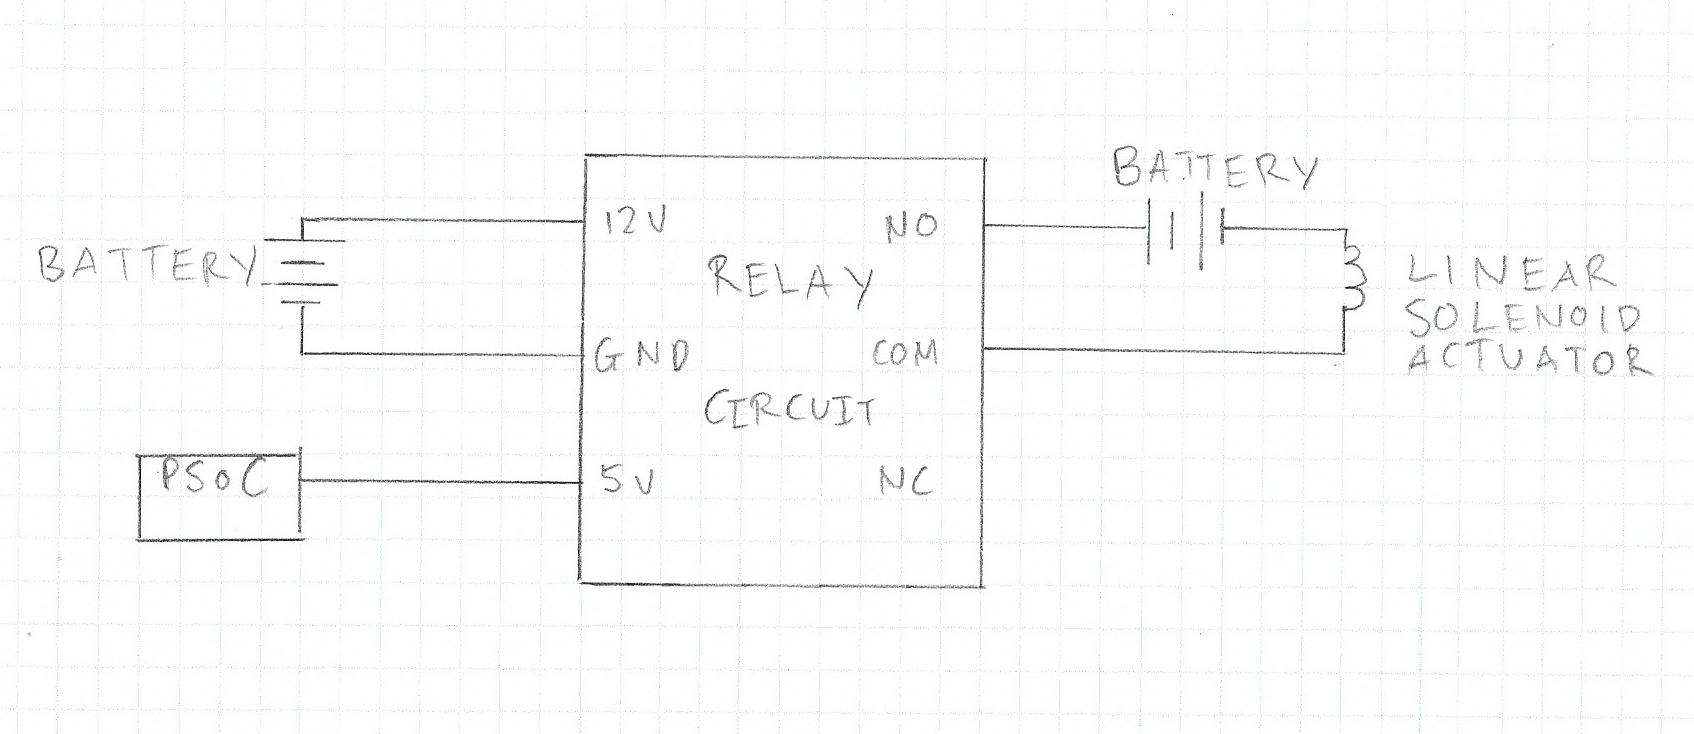 BATTERY
12V
NO
BATTERY
RELAY
LINEAR
SOLENOID
ACTUATOR
GND
COM
CIRCUIT
PSoC
5V
NC